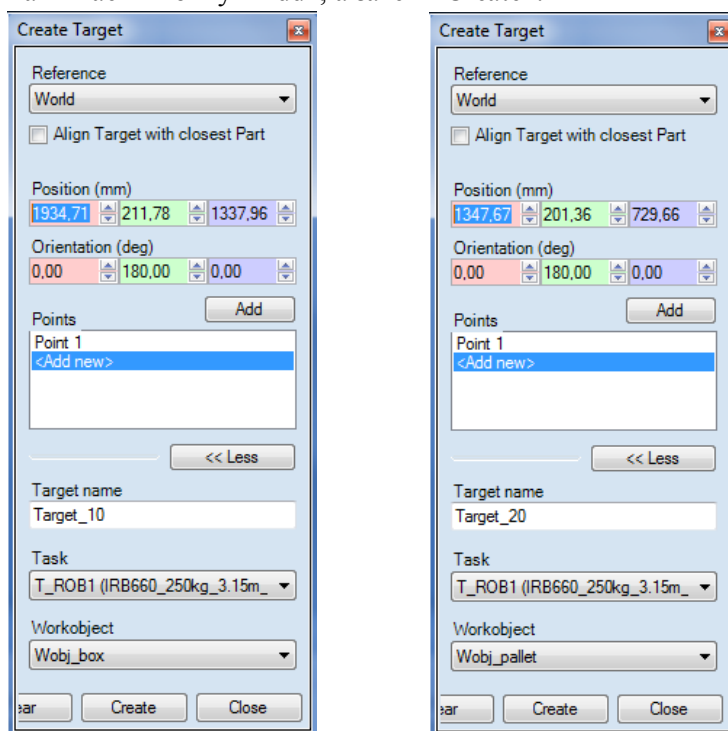 Create Target
Reference
World
Align Target with closest Part
Position (mm)
1934,71 211,78 1337,96
Orientation (deg)
0,00 180,00 0,00
Add
Points
Point 1
<Add new>
<< Less
Target name
Target_10
Task
T_ROB1 (IRB660_250kg_3.15m_
Workobject
Wobj_box
ear Create Close
Create Target
Reference
World
Align Target with closest Part
Position (mm)
1347,67 201,36 729,66
Orientation (deg)
0,00 180,00 0,00
Add
Points
Point 1
<Add new>
<< Less
Target name
Target_20
Task
T_ROB1 (IRB660_250kg_3.15m_
Workobject
Wobj_pallet
ear Create Close